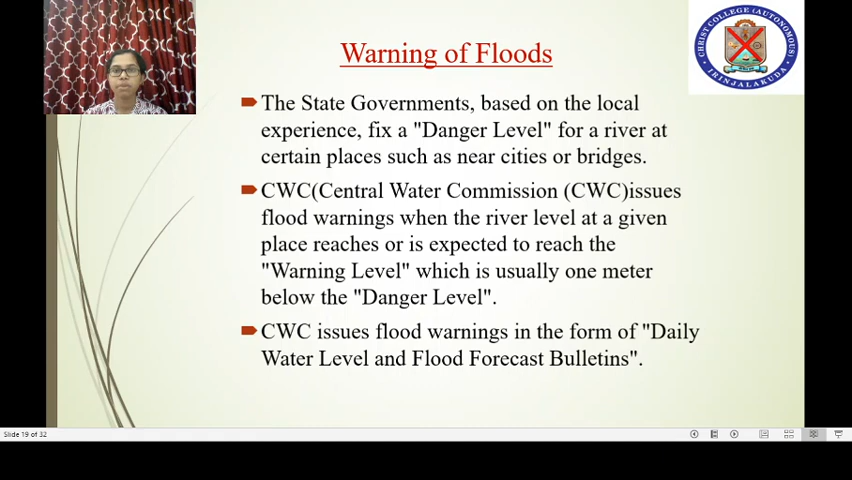 Warning of Floods
CHRIST COLLEGE (AUTONOMOUS)
IRINJALAKUDA
The State Governments, based on the local
experience, fix a "Danger Level" for a river at
certain places such as near cities or bridges.
CWC(Central Water Commission (CWC)issues
flood warnings when the river level at a given
place reaches or is expected to reach the
"Warning Level" which is usually one meter
below the "Danger Level".
CWC issues flood warnings in the form of "Daily
Water Level and Flood Forecast Bulletins".
Slide 19 of 32